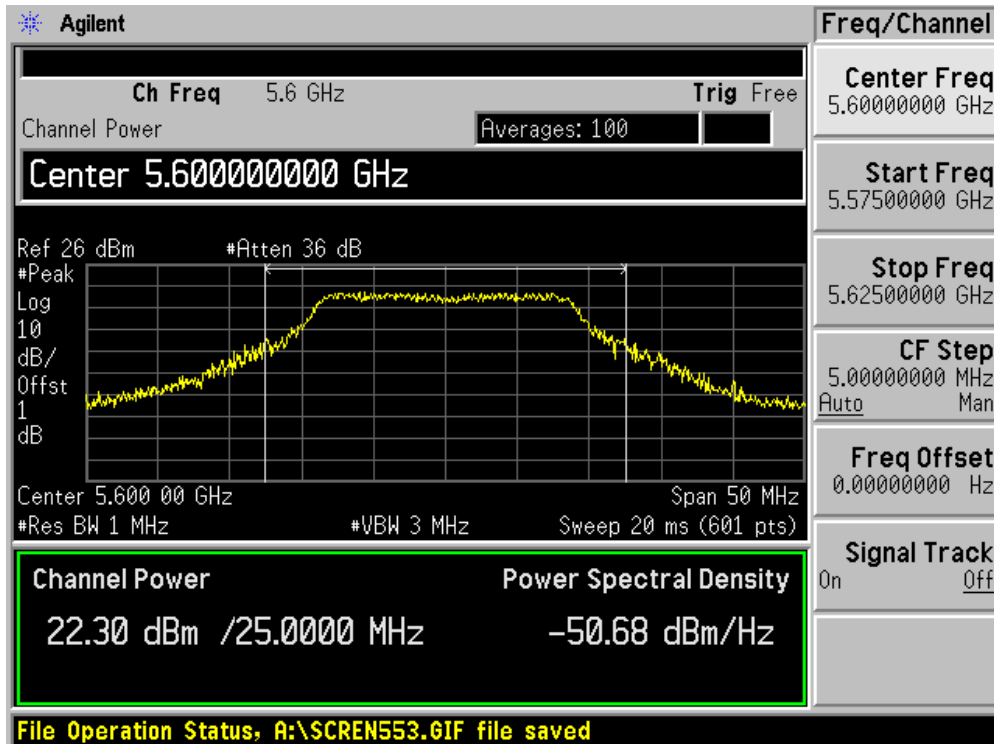 Agilent
Freq/Channel
Ch Freq 5.6 GHz Trig Free
Channel Power Averages: 100
Center 5.600000000 GHz
Ref 26 dBm #Atten 36 dB
#Peak
Log
10
dB/
Offst
1
dB
Center 5.600 00 GHz Span 50 MHz
#Res BW 1 MHz #VBW 3 MHz Sweep 20 ms (601 pts)
Channel Power Power Spectral Density
22.30 dBm /25.0000 MHz -50.68 dBm/Hz
File Operation Status, A:\SCREN553.GIF file saved
Center Freq
5.60000000 GHz
Start Freq
5.57500000 GHz
Stop Freq
5.62500000 GHz
CF Step
5.00000000 MHz
Auto Man
Freq Offset
0.00000000 Hz
Signal Track
On Off